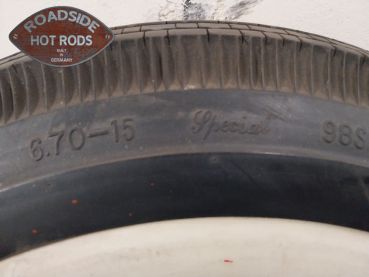 ROADSIDE
HOT RODS
BUILT
IN
GERMANY
6.70-15 Special 98S